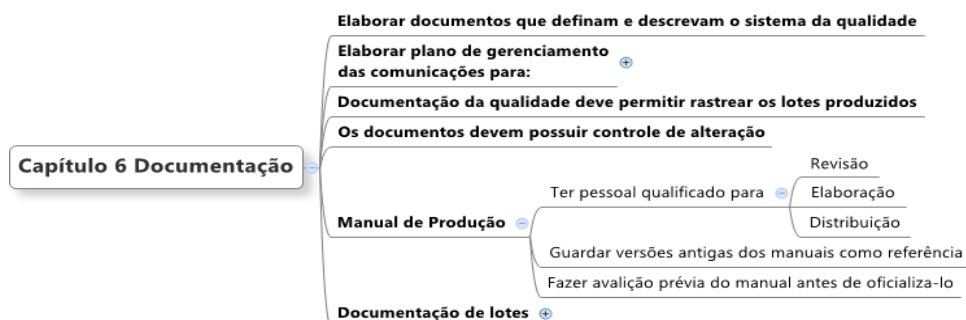 Elaborar documentos que definam e descrevam o sistema da qualidade
Elaborar plano de gerenciamento
das comunicações para:
Documentação da qualidade deve permitir rastrear os lotes produzidos
Os documentos devem possuir controle de alteração
Capítulo 6 Documentação
Manual de Produção
Ter pessoal qualificado para
Revisão
Elaboração
Distribuição
Guardar versões antigas dos manuais como referência
Fazer avalição prévia do manual antes de oficializa-lo
Documentação de lotes